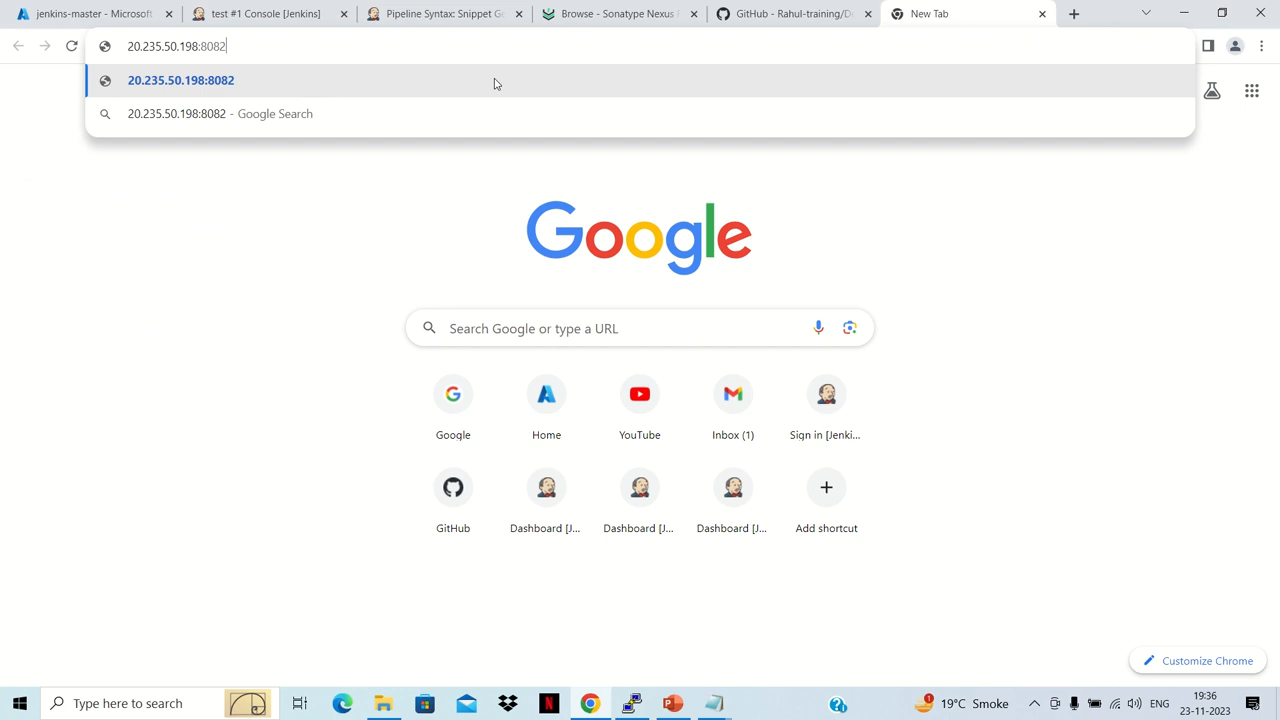 jenkins-master - Microsoft
test #1 Console [Jenkins]
Pipeline Syntax: Snippet Ge
Browse - Sonatype Nexus R
GitHub - Rahul-training/De
New Tab
20.235.50.198:8082
20.235.50.198:8082
20.235.50.198:8082 - Google Search
Google
Search Google or type a URL
Google
Home
YouTube
Inbox (1)
Sign in [Jenki...
GitHub
Dashboard [J...
Dashboard [J...
Dashboard [J...
Add shortcut
Customize Chrome
Type here to search
19°C Smoke
ENG
19:36
23-11-2023